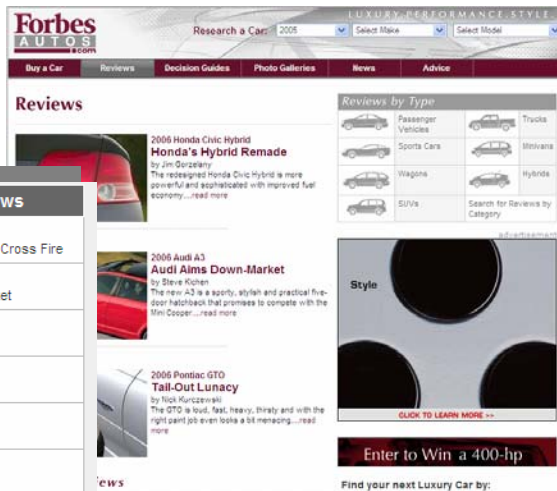 Forbes
AUTOS
.com
LUXURY.PERFORMANCE.STYLE
Research a Car: 2005 Select Make Select Model
Buy a Car Reviews Decision Guides Photo Galleries News Advice
Reviews
2006 Honda Civic Hybrid
Honda's Hybrid Remade
by Jim Gorzelany
The redesigned Honda Civic Hybrid is more
powerful and sophisticated with improved fuel
economy....read more
2006 Audi A3
Audi Aims Down-Market
by Steve Kichen
The new A3 is a sporty, stylish and practical five-
door hatchback that promises to compete with the
Mini Cooper....read more
2006 Pontiac GTO
Tail-Out Lunacy
by Nick Kurczewski
The GTO is loud, fast, heavy, thirsty and with the
right paint job even looks a bit menacing....read
more
ews
Reviews by Type
Passenger
Vehicles
Trucks
Sports Cars
Minivans
Wagons
Hybrids
SUVs
Search for Reviews by
Category
advertisement
Style
CLICK TO LEARN MORE >>
Enter to Win a 400-hp
Find your next Luxury Car by:
ws
Cross Fire
et